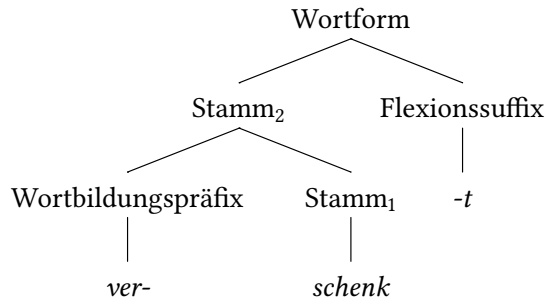 Wortform
Stamm₂ Flexionssuffix
Wortbildungspräfix Stamm₁ -t
ver- schenk